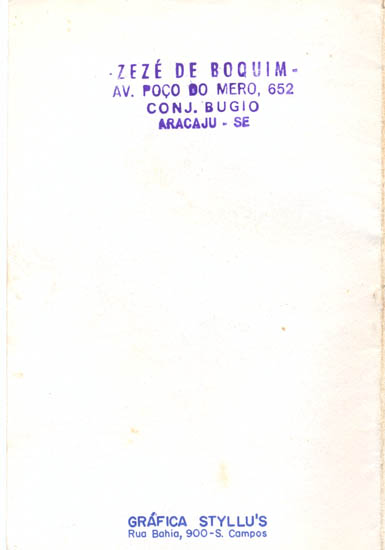 - ZEZÉ DE BOQUIM -
AV. POÇO DO MERO, 652
CONJ. BUGIO
ARACAJU - SE
GRÁFICA STYLLU'S
Rua Bahia, 900-S. Campos